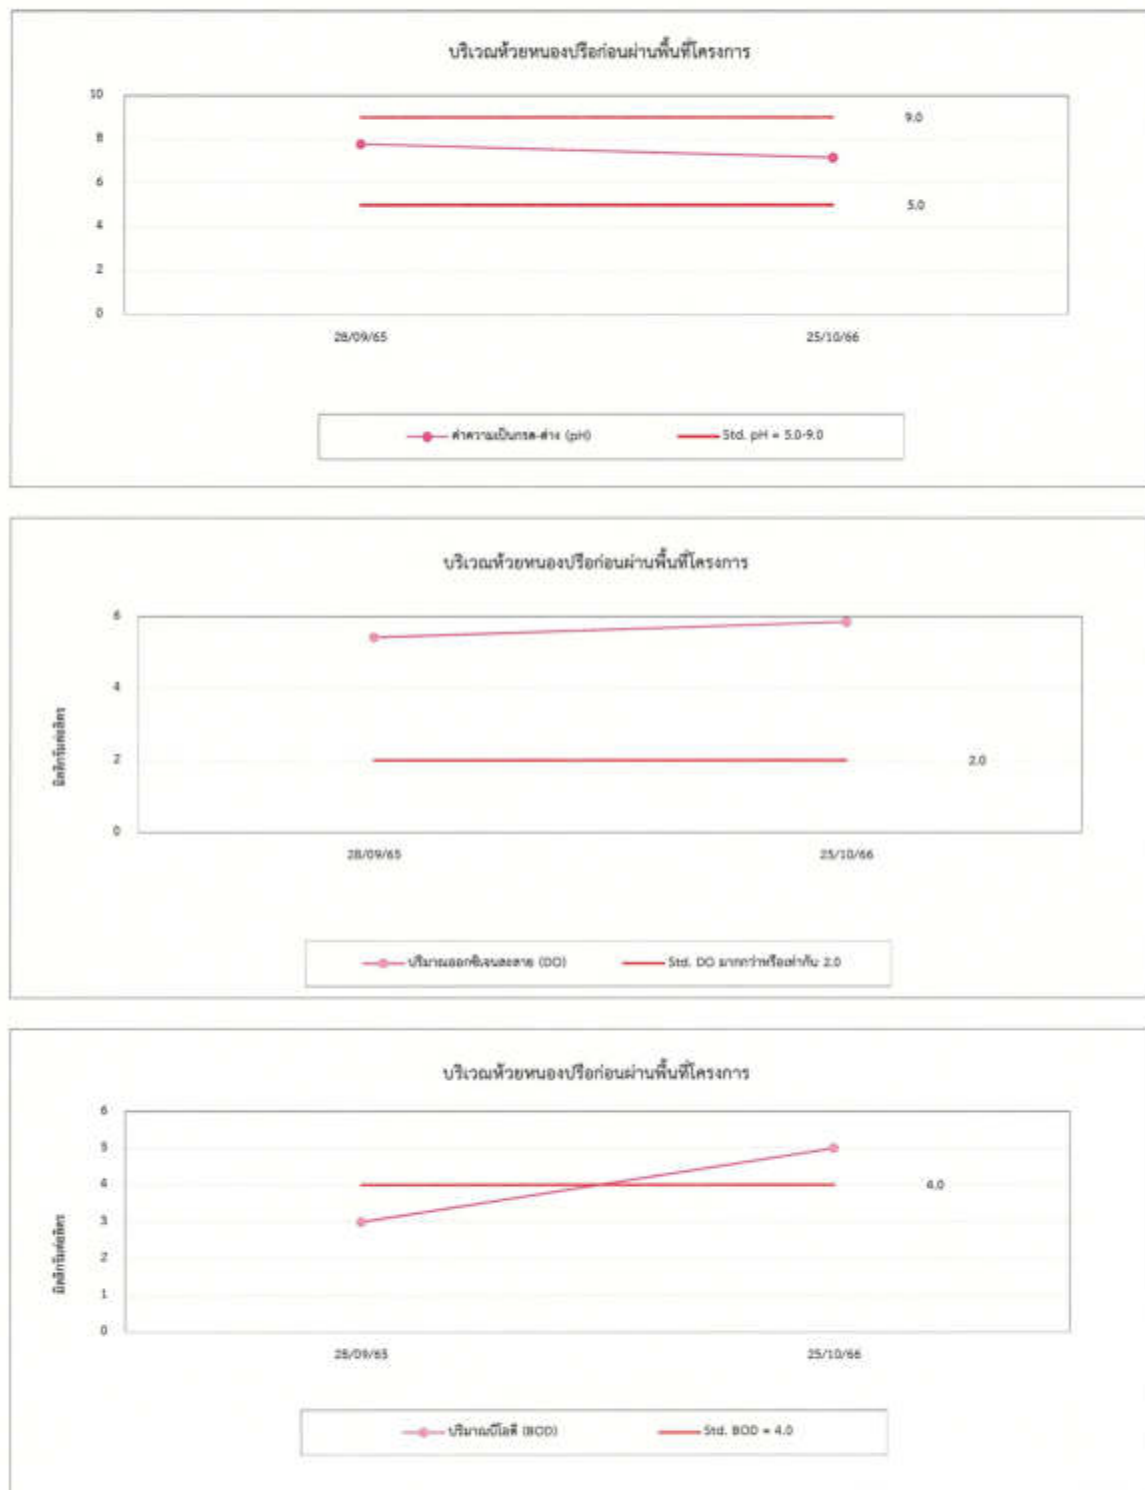 บริเวณห้วยหนองปรือก่อนผ่านพื้นที่โครงการ
10
9.0
8
6
5.0
4
2
0
28/09/65 25/10/66
ค่าความเป็นกรด-ด่าง (pH) Std. pH = 5.0-9.0
บริเวณห้วยหนองปรือก่อนผ่านพื้นที่โครงการ
6
4
มิลลิกรัมต่อลิตร
2 2.0
0
28/09/65 25/10/66
ปริมาณออกซิเจนละลาย (DO) Std. DO มากกว่าหรือเท่ากับ 2.0
บริเวณห้วยหนองปรือก่อนผ่านพื้นที่โครงการ
6
5
4 4.0
3
มิลลิกรัมต่อลิตร
2
1
0
28/09/65 25/10/66
ปริมาณบีโอดี (BOD) Std. BOD = 4.0